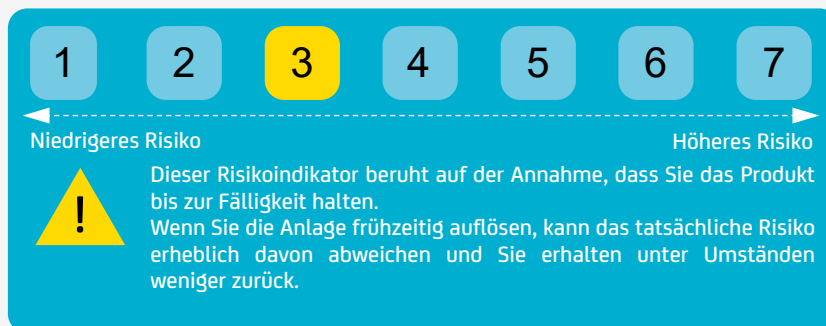 1 2 3 4 5 6 7
Niedrigeres Risiko Höheres Risiko
!
Dieser Risikoindikator beruht auf der Annahme, dass Sie das Produkt
bis zur Fälligkeit halten.
Wenn Sie die Anlage frühzeitig auflösen, kann das tatsächliche Risiko
erheblich davon abweichen und Sie erhalten unter Umständen
weniger zurück.